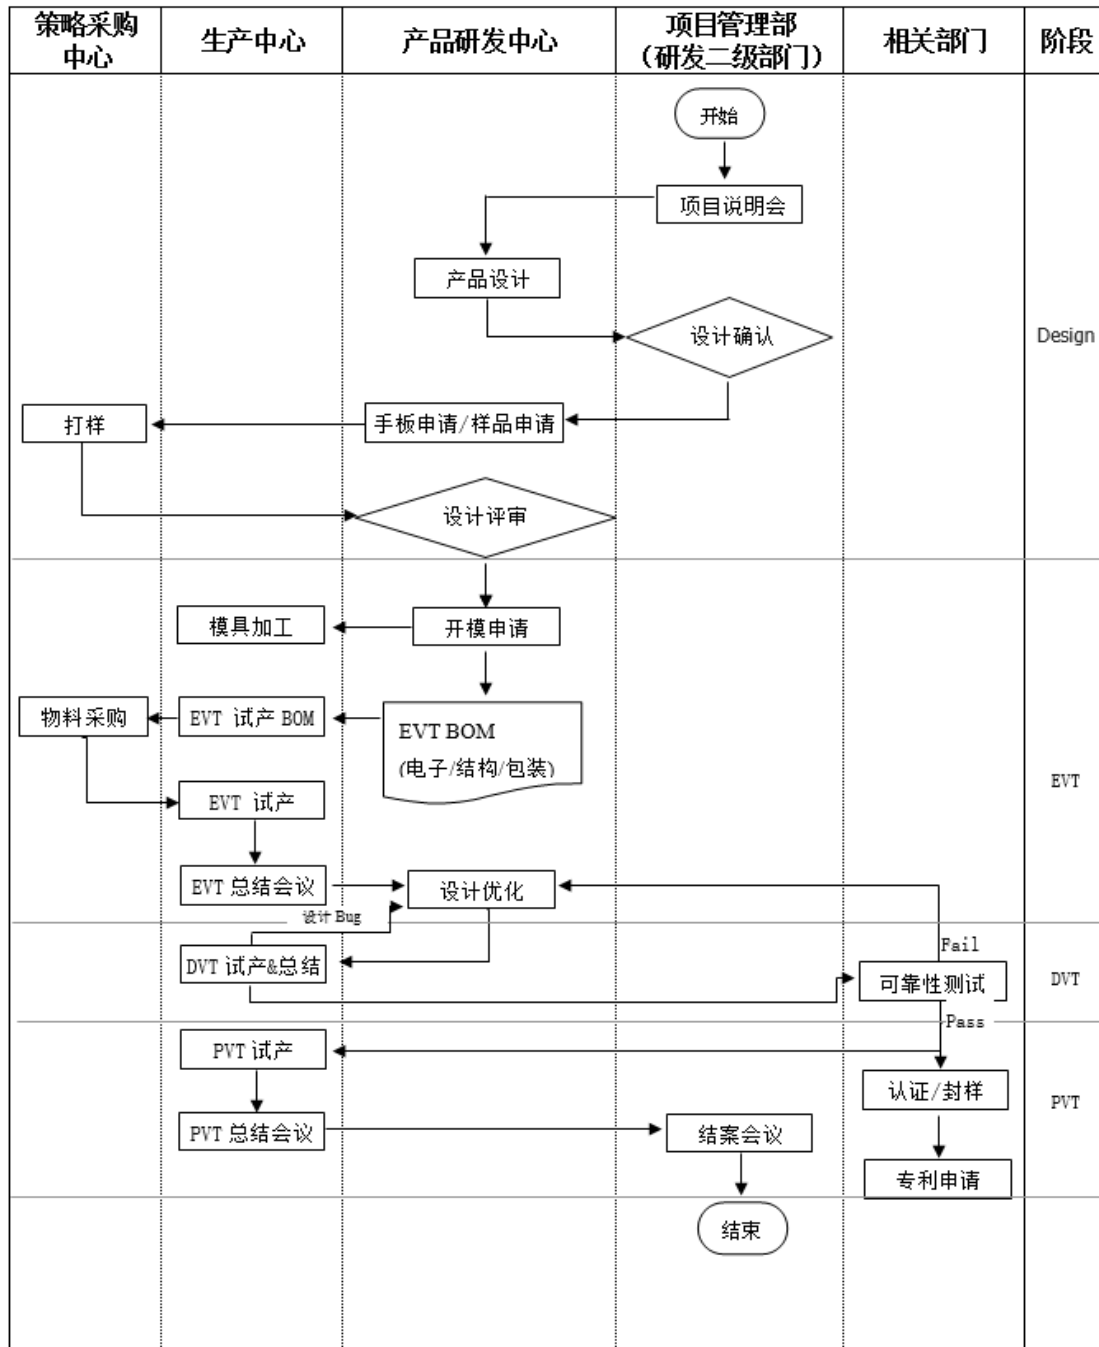 策略采购
中心
生产中心
产品研发中心
项目管理部
（研发二级部门）
相关部门
阶段
开始
项目说明会
产品设计
设计确认
Design
打样
手板申请/样品申请
设计评审
模具加工
开模申请
物料采购
EVT 试产 BOM
EVT BOM
(电子/结构/包装)
EVT 试产
EVT
EVT 总结会议
设计优化
设计 Bug
Fail
DVT 试产&总结
可靠性测试
DVT
Pass
PVT 试产
认证/封样
PVT
PVT 总结会议
结案会议
专利申请
结束